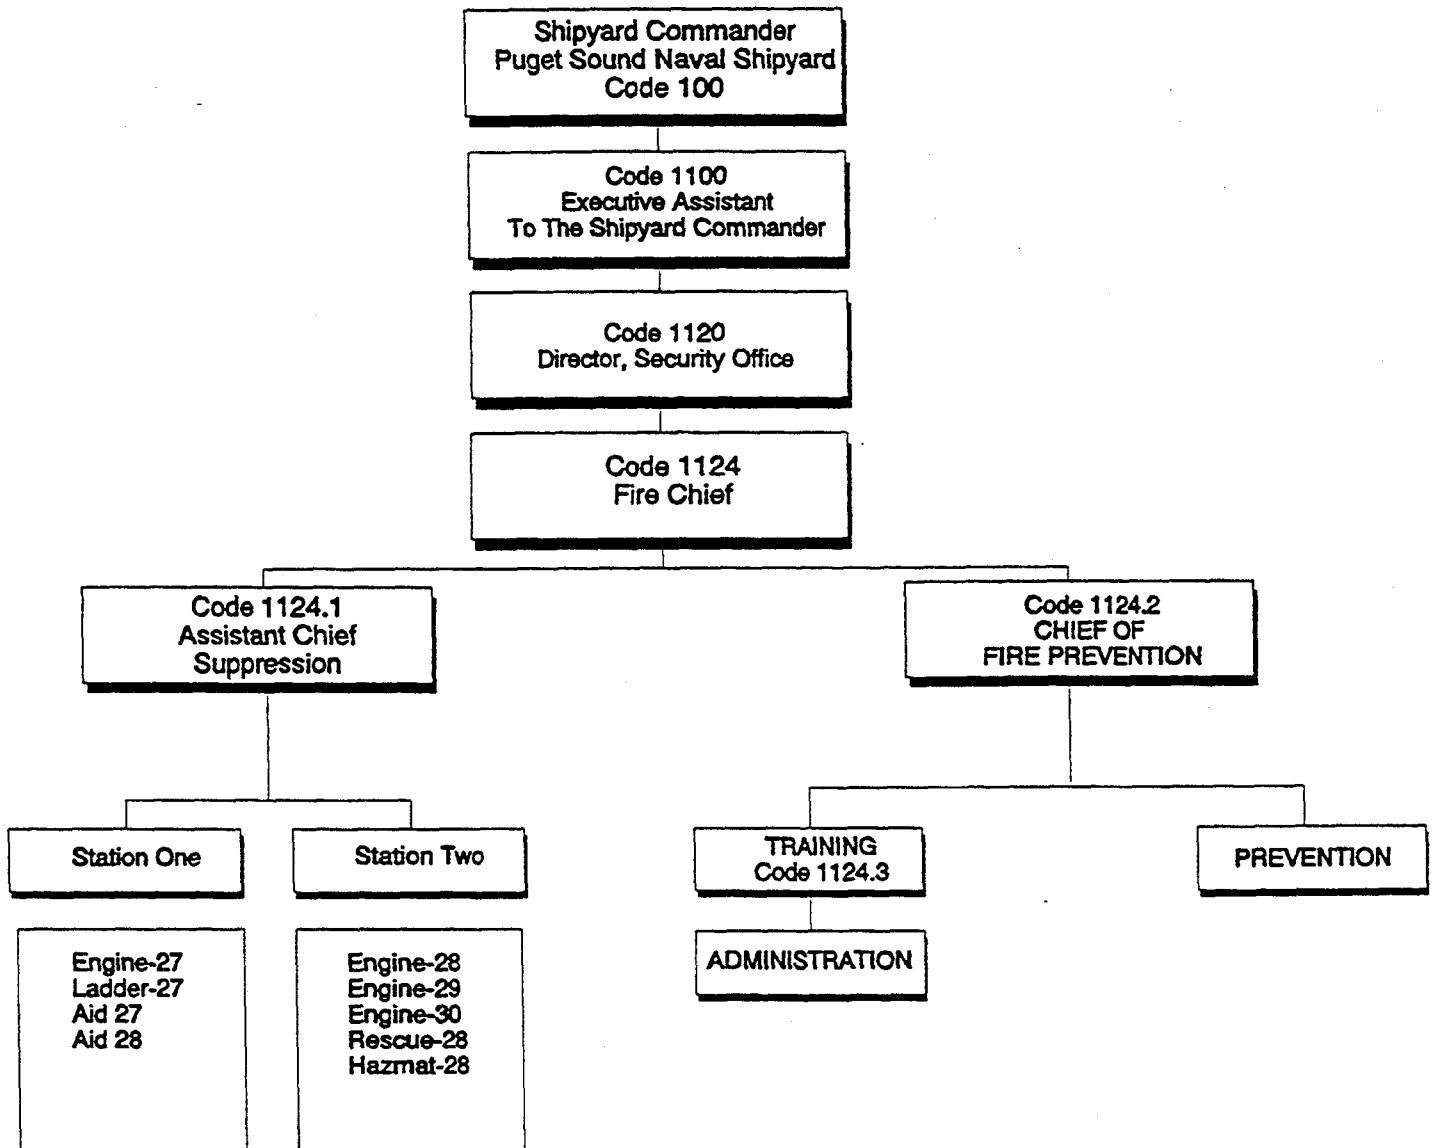 Shipyard Commander
Puget Sound Naval Shipyard
Code 100
Code 1100
Executive Assistant
To The Shipyard Commander
Code 1120
Director, Security Office
Code 1124
Fire Chief
Code 1124.1
Assistant Chief
Suppression
Code 1124.2
CHIEF OF
FIRE PREVENTION
Station One
Station Two
TRAINING
Code 1124.3
PREVENTION
ADMINISTRATION
Engine-27
Ladder-27
Aid 27
Aid 28
Engine-28
Engine-29
Engine-30
Rescue-28
Hazmat-28